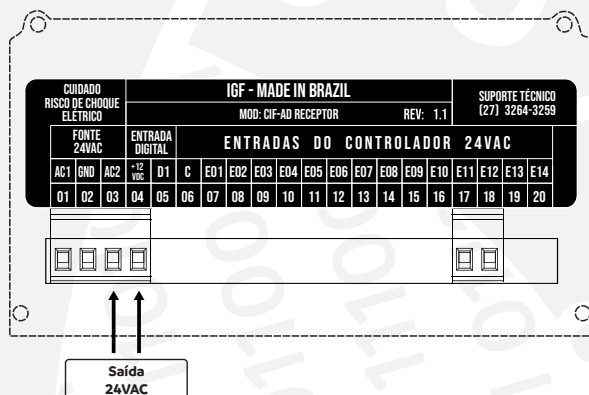 CUIDADO
RISCO DE CHOQUE
ELÉTRICO
IGF - MADE IN BRAZIL
MOD: CIF-AD RECEPTOR REV: 1.1
SUPORTE TÉCNICO
(27) 3264-3259
FONTE
24VAC
ENTRADA
DIGITAL
ENTRADAS DO CONTROLADOR 24VAC
AC1 GND AC2 +12 VDC D1 C E01 E02 E03 E04 E05 E06 E07 E08 E09 E10 E11 E12 E13 E14
01 02 03 04 05 06 07 08 09 10 11 12 13 14 15 16 17 18 19 20
Saída
24VAC